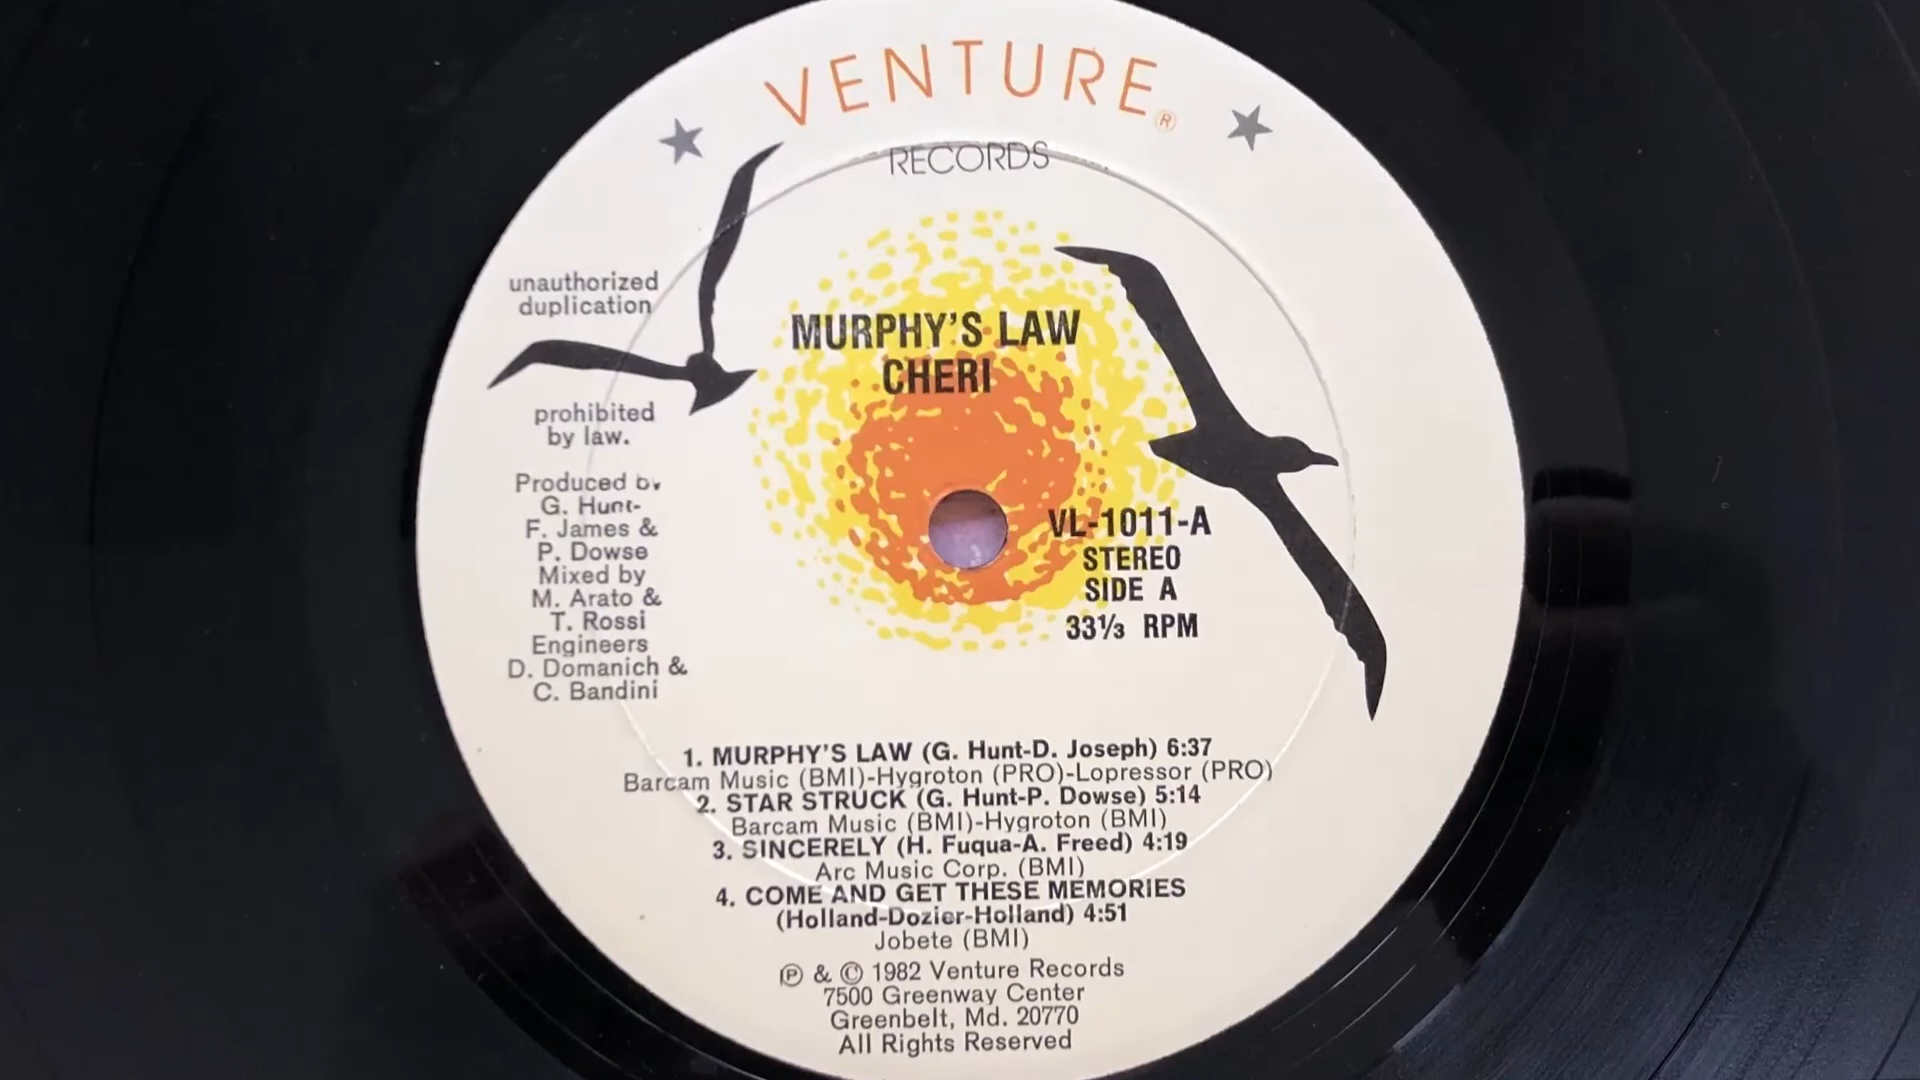 VENTURE®
RECORDS
unauthorized
duplication
prohibited
by law.
MURPHY'S LAW
CHERI
Produced by
G. Hunt-
F. James &
P. Dowse
Mixed by
M. Arato &
T. Rossi
Engineers
D. Domanich &
C. Bandini
VL-1011-A
STEREO
SIDE A
33⅓ RPM
1. MURPHY'S LAW (G. Hunt-D. Joseph) 6:37
Barcam Music (BMI)-Hygroton (PRO)-Lopressor (PRO)
2. STAR STRUCK (G. Hunt-P. Dowse) 5:14
Barcam Music (BMI)-Hygroton (BMI)
3. SINCERELY (H. Fuqua-A. Freed) 4:19
Arc Music Corp. (BMI)
4. COME AND GET THESE MEMORIES
(Holland-Dozier-Holland) 4:51
Jobete (BMI)
℗ & © 1982 Venture Records
7500 Greenway Center
Greenbelt, Md. 20770
All Rights Reserved